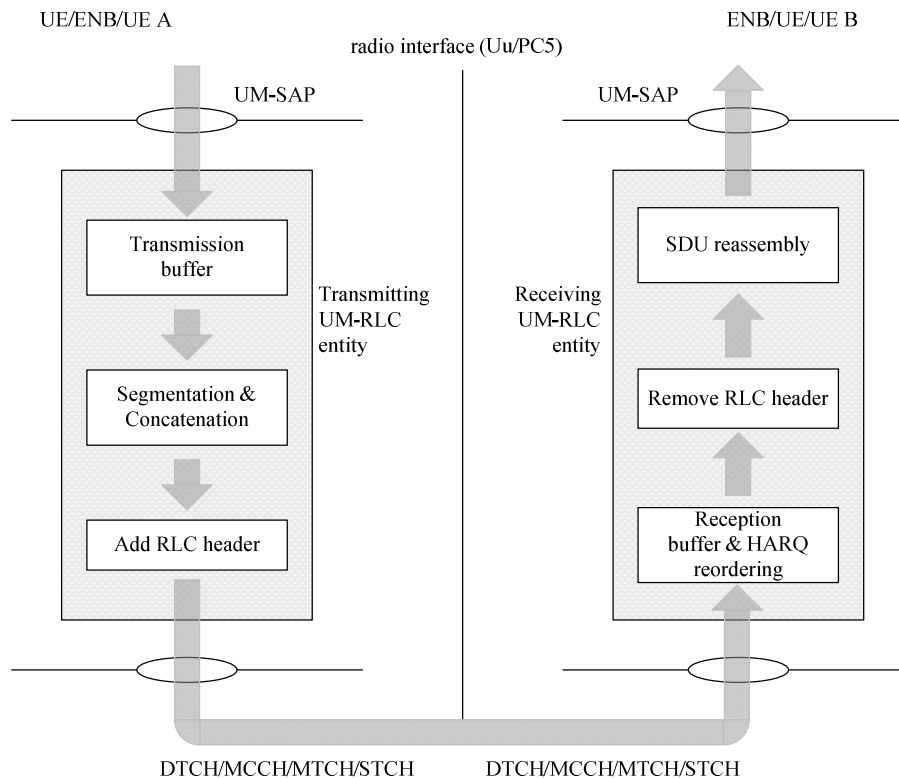 UE/ENB/UE A
ENB/UE/UE B
radio interface (Uu/PC5)
UM-SAP
UM-SAP
Transmission
buffer
Segmentation &
Concatenation
Add RLC header
Transmitting
UM-RLC
entity
Receiving
UM-RLC
entity
SDU reassembly
Remove RLC header
Reception
buffer & HARQ
reordering
DTCH/MCCH/MTCH/STCH
DTCH/MCCH/MTCH/STCH